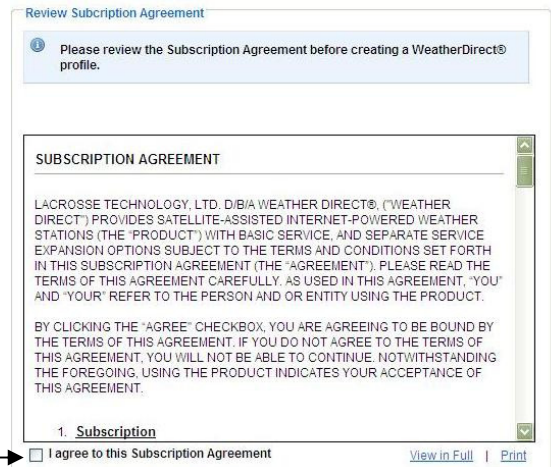 Review Subcription Agreement
Please review the Subscription Agreement before creating a WeatherDirect®
profile.
SUBSCRIPTION AGREEMENT
LACROSSE TECHNOLOGY, LTD. D/B/A WEATHER DIRECT®, ("WEATHER
DIRECT") PROVIDES SATELLITE-ASSISTED INTERNET-POWERED WEATHER
STATIONS (THE "PRODUCT") WITH BASIC SERVICE, AND SEPARATE SERVICE
EXPANSION OPTIONS SUBJECT TO THE TERMS AND CONDITIONS SET FORTH
IN THIS SUBSCRIPTION AGREEMENT (THE "AGREEMENT"). PLEASE READ THE
TERMS OF THIS AGREEMENT CAREFULLY. AS USED IN THIS AGREEMENT, "YOU"
AND "YOUR" REFER TO THE PERSON AND OR ENTITY USING THE PRODUCT.
BY CLICKING THE "AGREE" CHECKBOX, YOU ARE AGREEING TO BE BOUND BY
THE TERMS OF THIS AGREEMENT. IF YOU DO NOT AGREE TO THE TERMS OF
THIS AGREEMENT, YOU WILL NOT BE ABLE TO CONTINUE. NOTWITHSTANDING
THE FOREGOING, USING THE PRODUCT INDICATES YOUR ACCEPTANCE OF
THIS AGREEMENT.
1. Subscription
I agree to this Subscription Agreement View in Full | Print